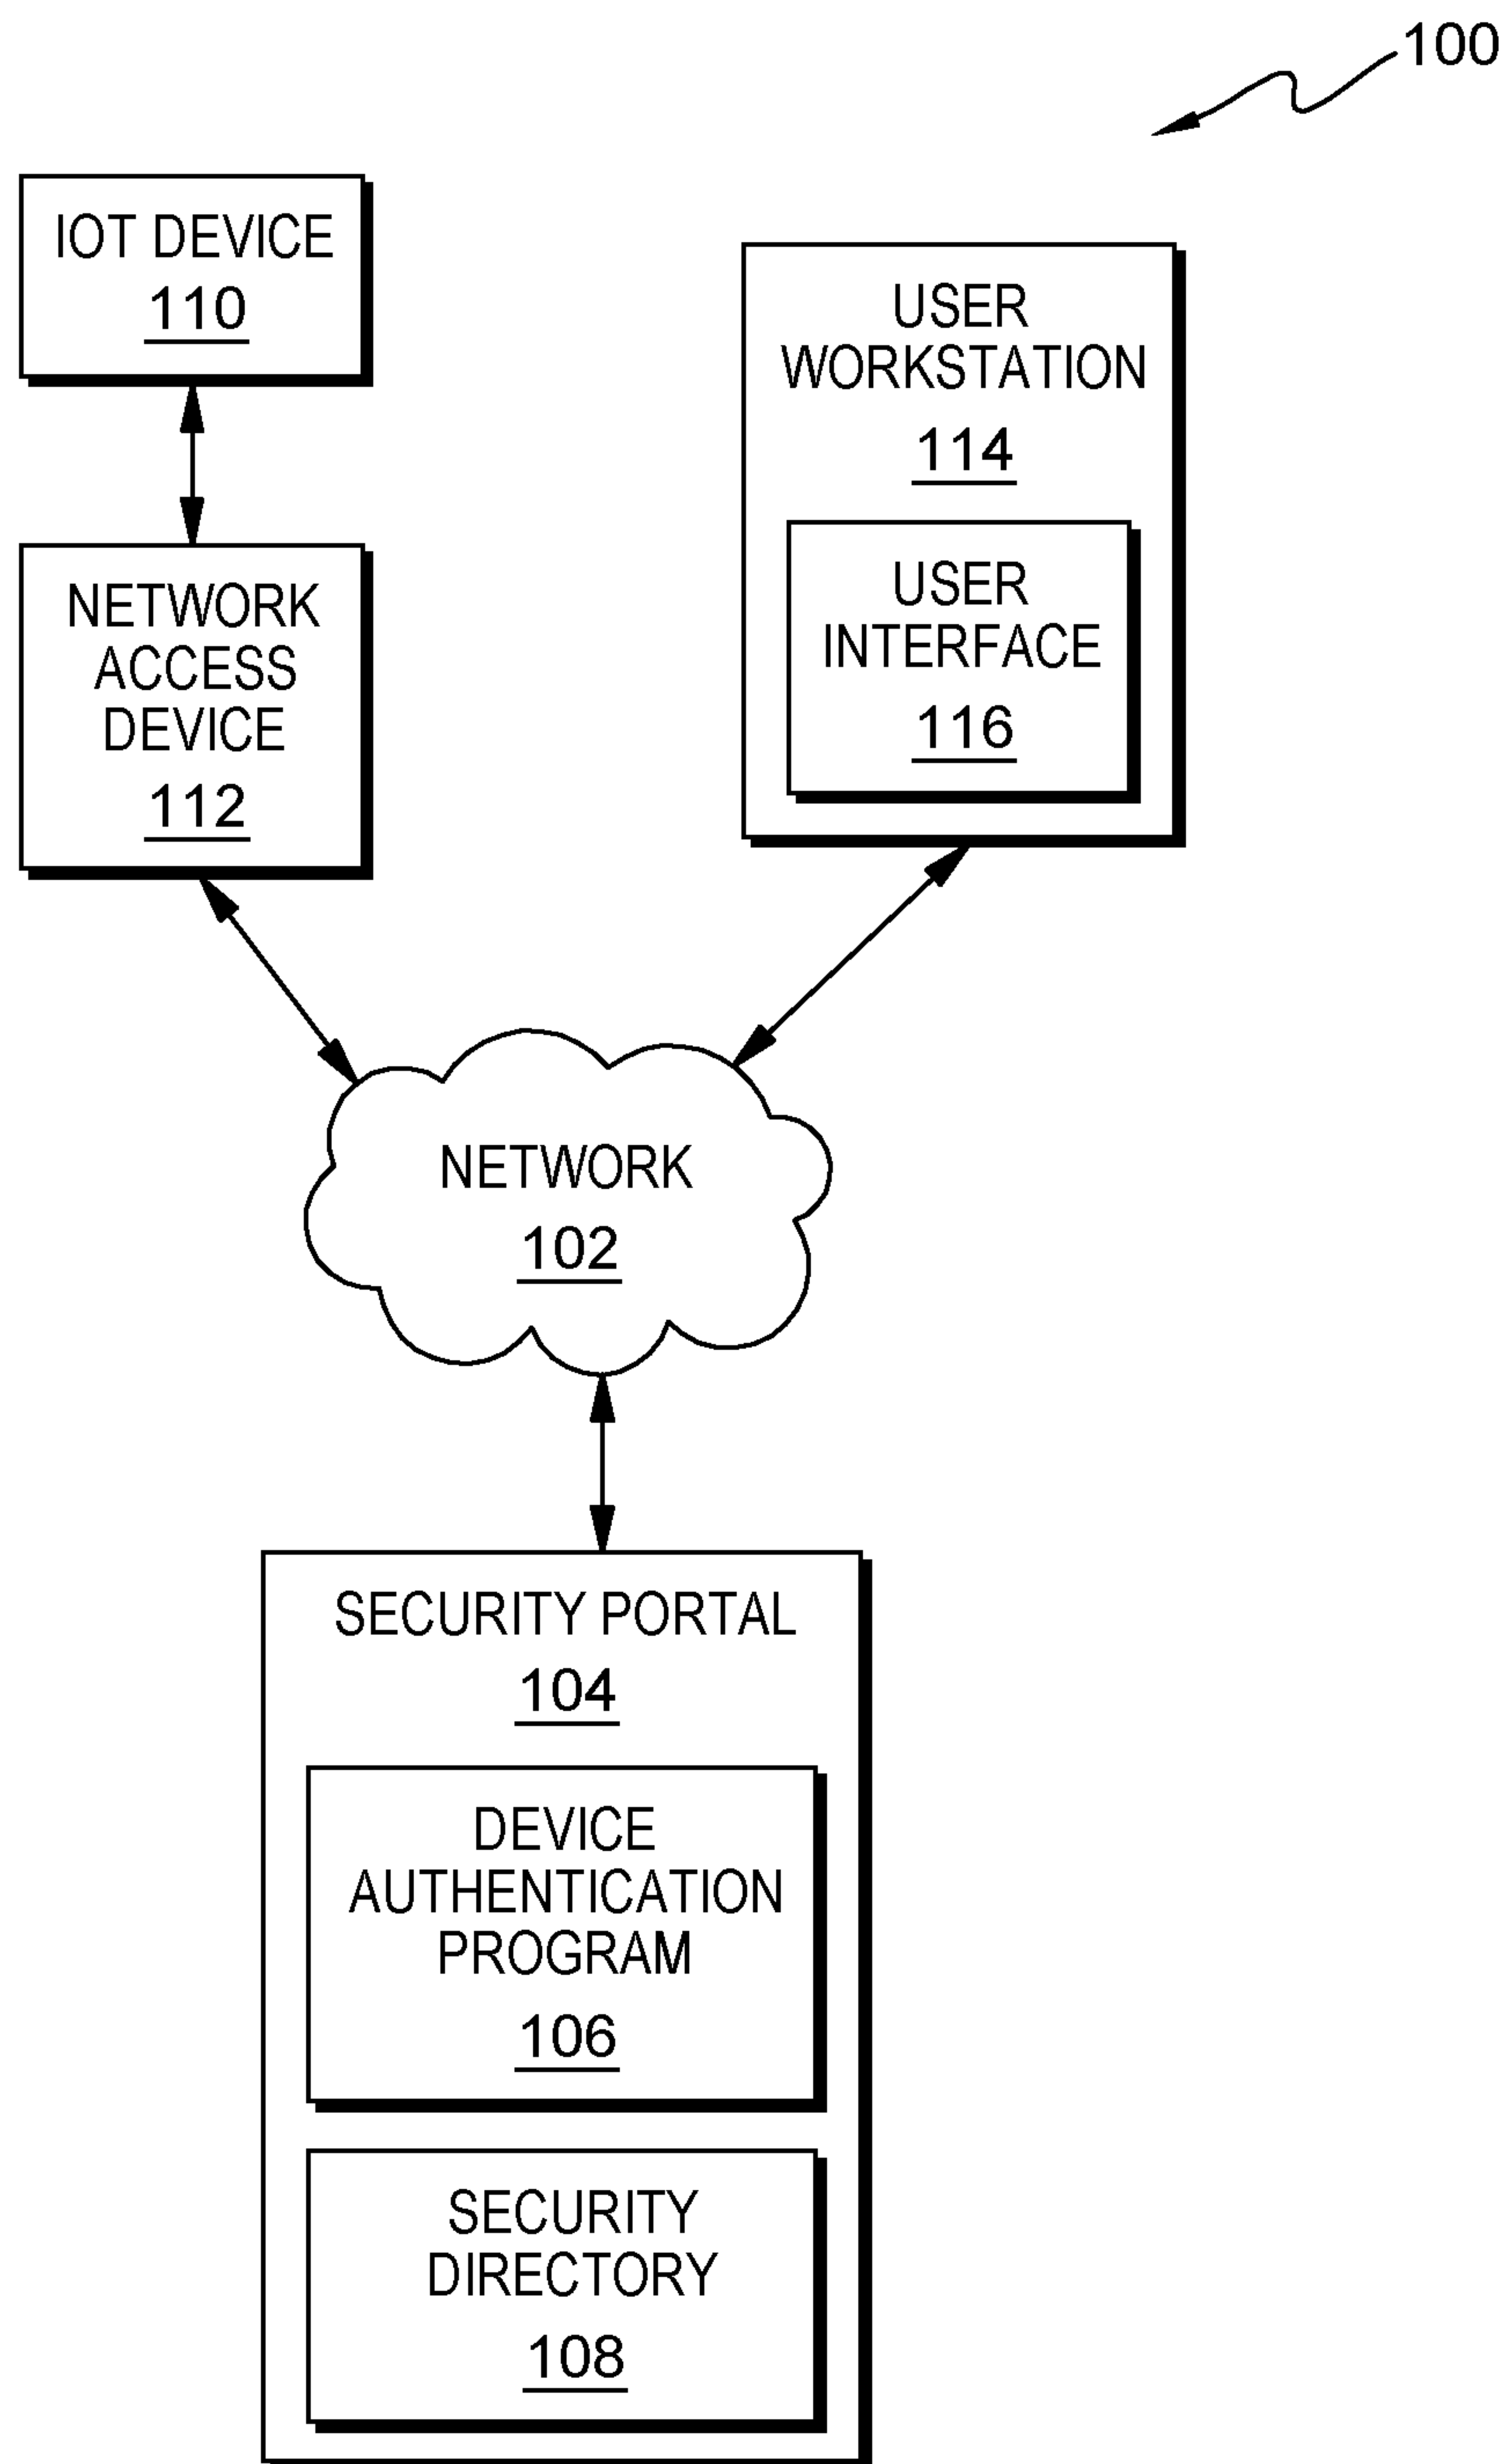 100
IOT DEVICE
110
USER
WORKSTATION
114
NETWORK
ACCESS
DEVICE
112
USER
INTERFACE
116
NETWORK
102
SECURITY PORTAL
104
DEVICE
AUTHENTICATION
PROGRAM
106
SECURITY
DIRECTORY
108